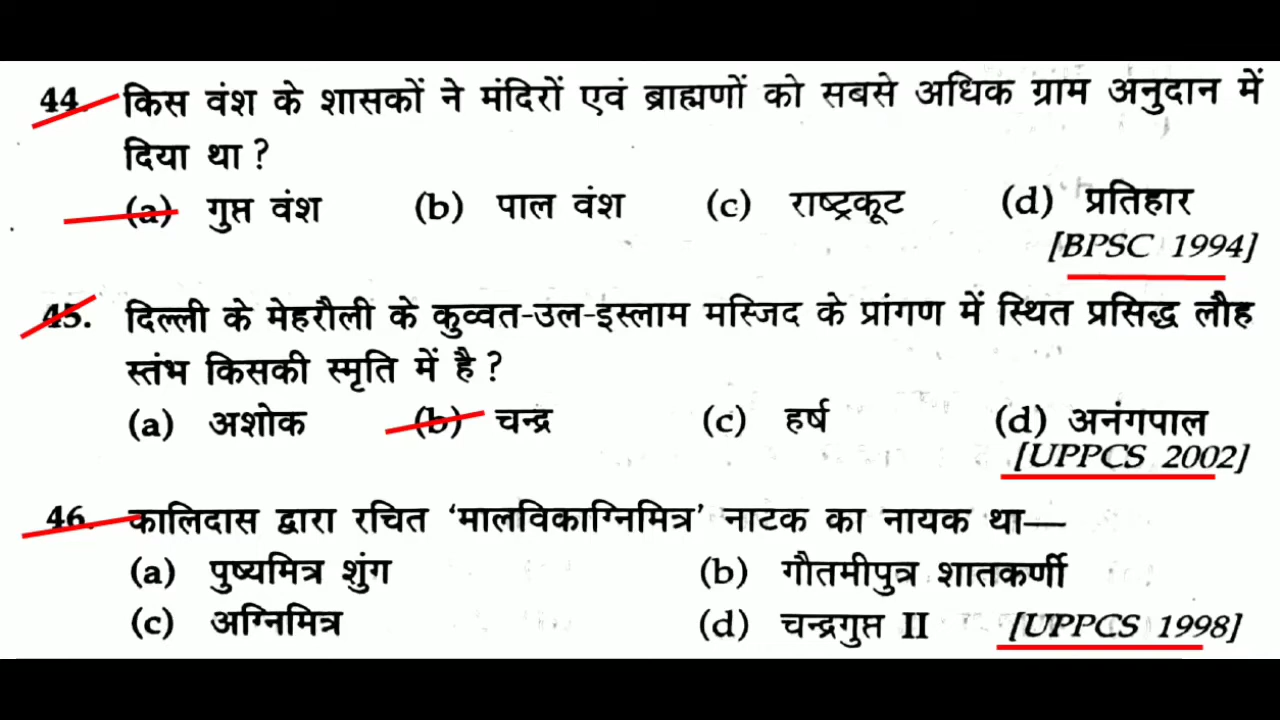 44. किस वंश के शासकों ने मंदिरों एवं ब्राह्मणों को सबसे अधिक ग्राम अनुदान में
दिया था ?
(a) गुप्त वंश (b) पाल वंश (c) राष्ट्रकूट (d) प्रतिहार
[BPSC 1994]
45. दिल्ली के मेहरौली के कुव्वत-उल-इस्लाम मस्जिद के प्रांगण में स्थित प्रसिद्ध लौह
स्तंभ किसकी स्मृति में है ?
(a) अशोक (b) चन्द्र (c) हर्ष (d) अनंगपाल
[UPPCS 2002]
46. कालिदास द्वारा रचित ‘मालविकाग्निमित्र’ नाटक का नायक था—
(a) पुष्यमित्र शुंग (b) गौतमीपुत्र शातकर्णी
(c) अग्निमित्र (d) चन्द्रगुप्त II [UPPCS 1998]